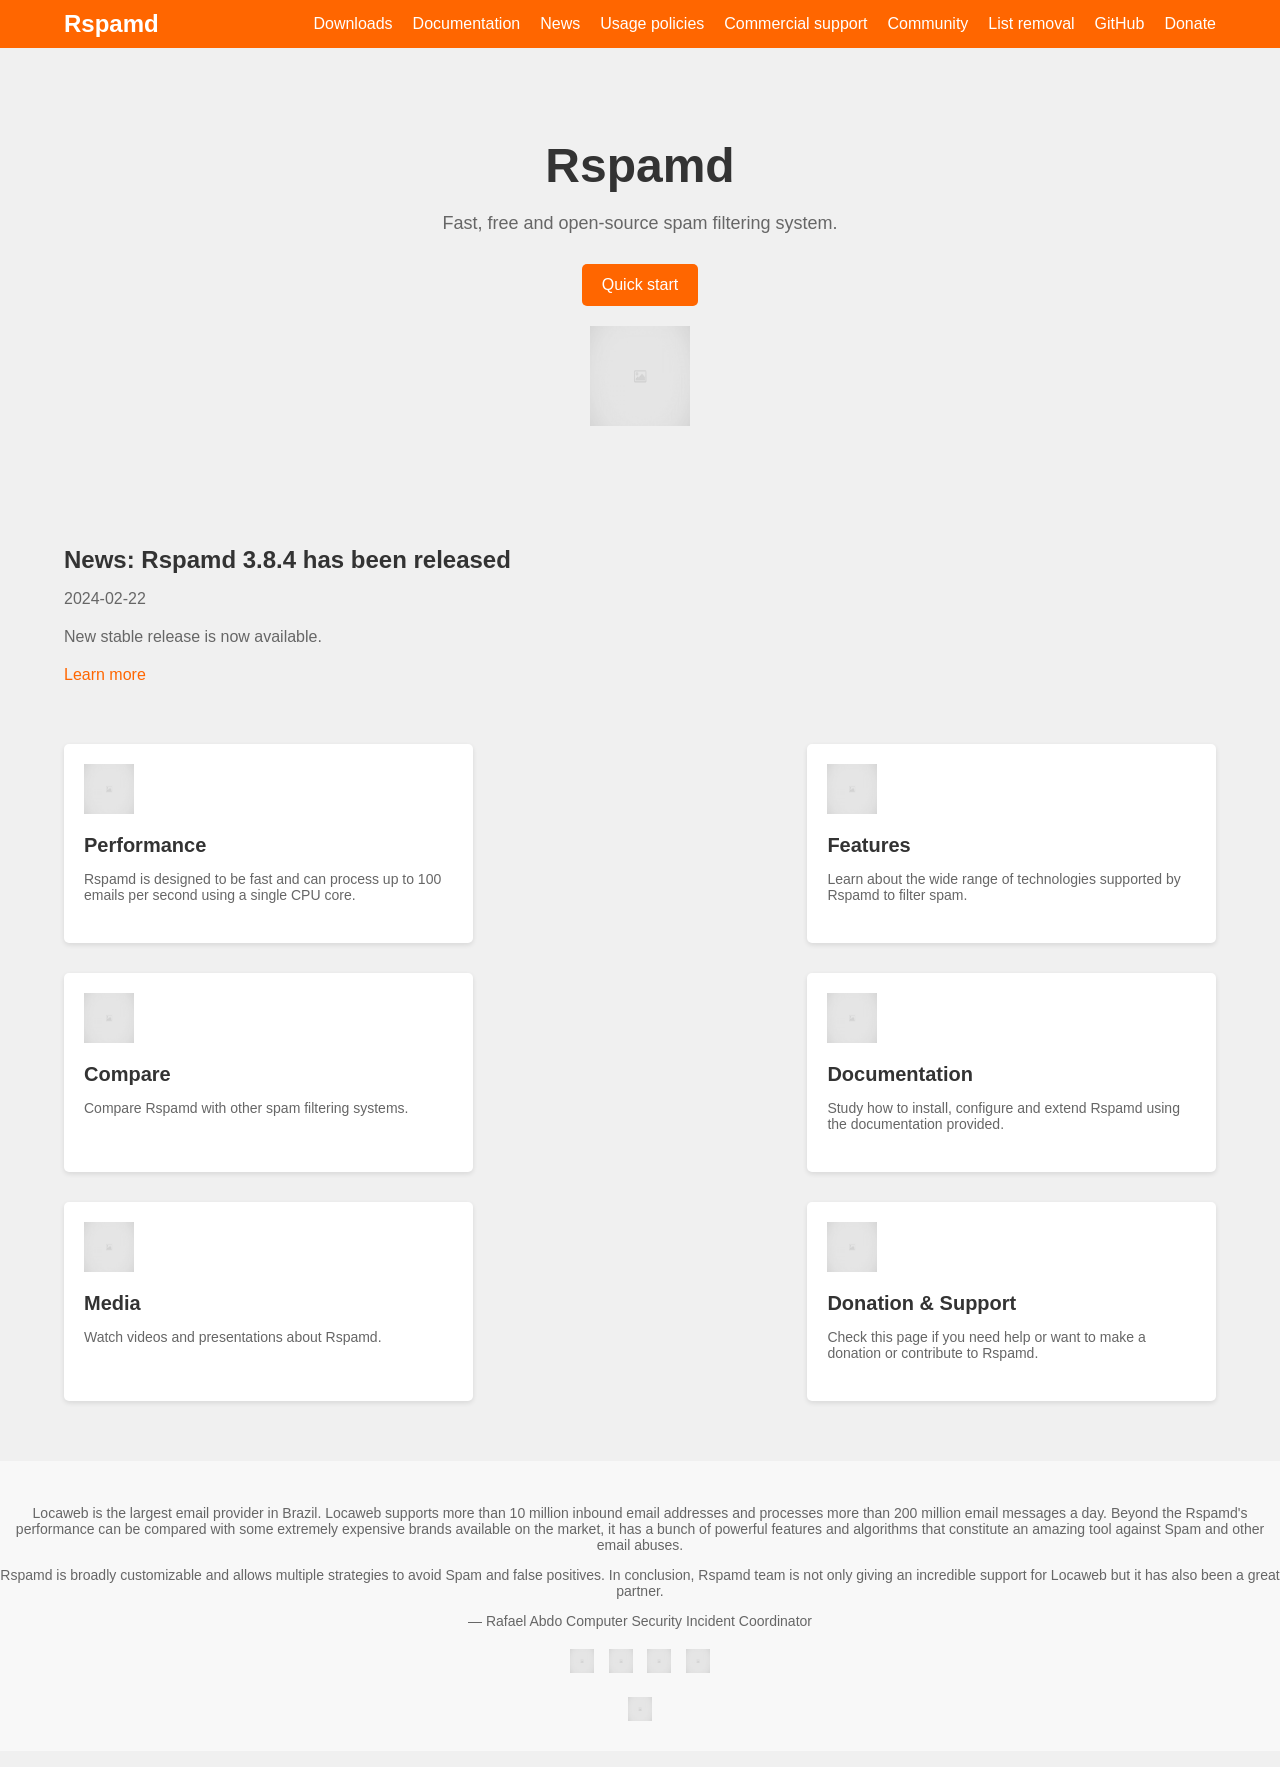 Rspamd
Downloads Documentation News Usage policies Commercial support Community List removal GitHub Donate
Rspamd
Fast, free and open-source spam filtering system.
Quick start
News: Rspamd 3.8.4 has been released
2024-02-22
New stable release is now available.
Learn more
Performance
Rspamd is designed to be fast and can process up to 100
emails per second using a single CPU core.
Features
Learn about the wide range of technologies supported by
Rspamd to filter spam.
Compare
Compare Rspamd with other spam filtering systems.
Documentation
Study how to install, configure and extend Rspamd using
the documentation provided.
Media
Watch videos and presentations about Rspamd.
Donation & Support
Check this page if you need help or want to make a
donation or contribute to Rspamd.
Locaweb is the largest email provider in Brazil. Locaweb supports more than 10 million inbound email addresses and processes more than 200 million email messages a day. Beyond the Rspamd's
performance can be compared with some extremely expensive brands available on the market, it has a bunch of powerful features and algorithms that constitute an amazing tool against Spam and other
email abuses.
Rspamd is broadly customizable and allows multiple strategies to avoid Spam and false positives. In conclusion, Rspamd team is not only giving an incredible support for Locaweb but it has also been a great
partner.
— Rafael Abdo Computer Security Incident Coordinator